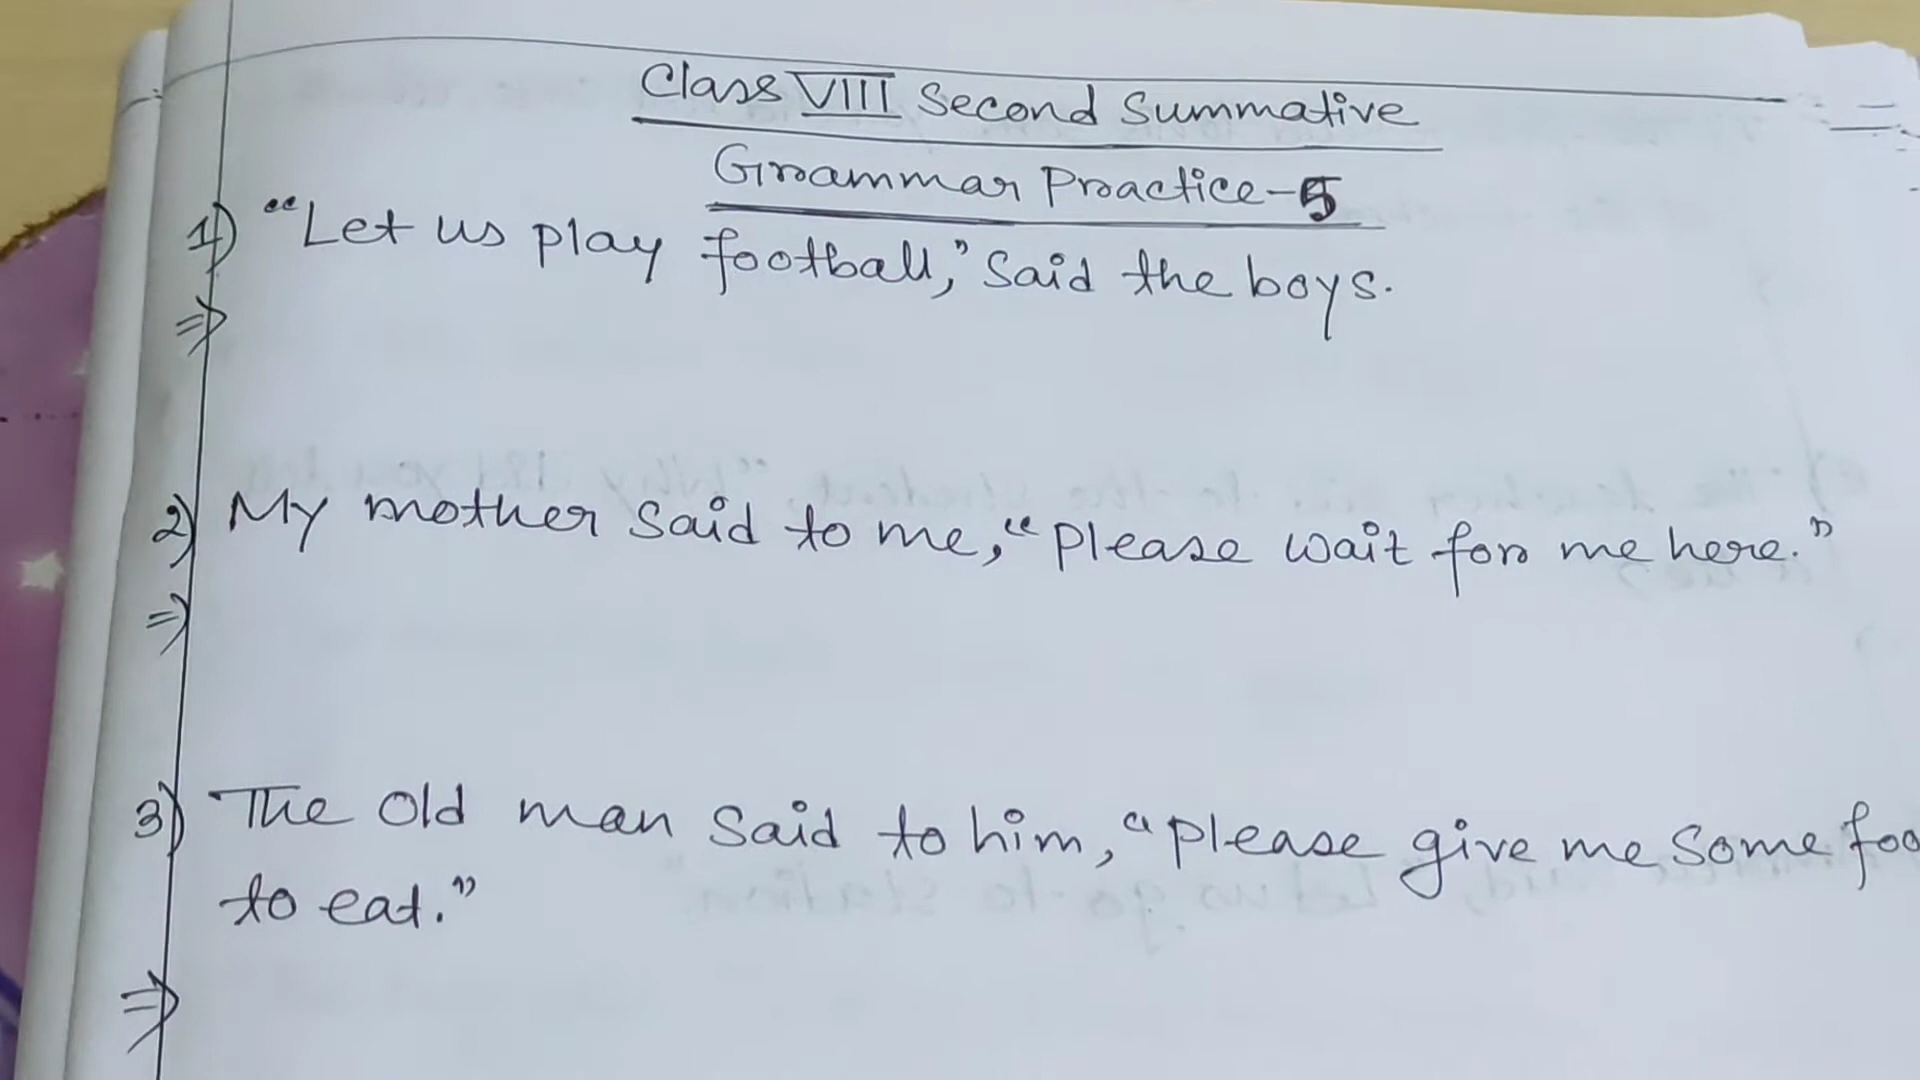 Class VIII Second Summative
Grammar Practice-5
1) "Let us play football," Said the boys.
⇒
2) My mother said to me, "Please wait for me here."
⇒
3) The old man said to him, "Please give me some foo
to eat."
⇒